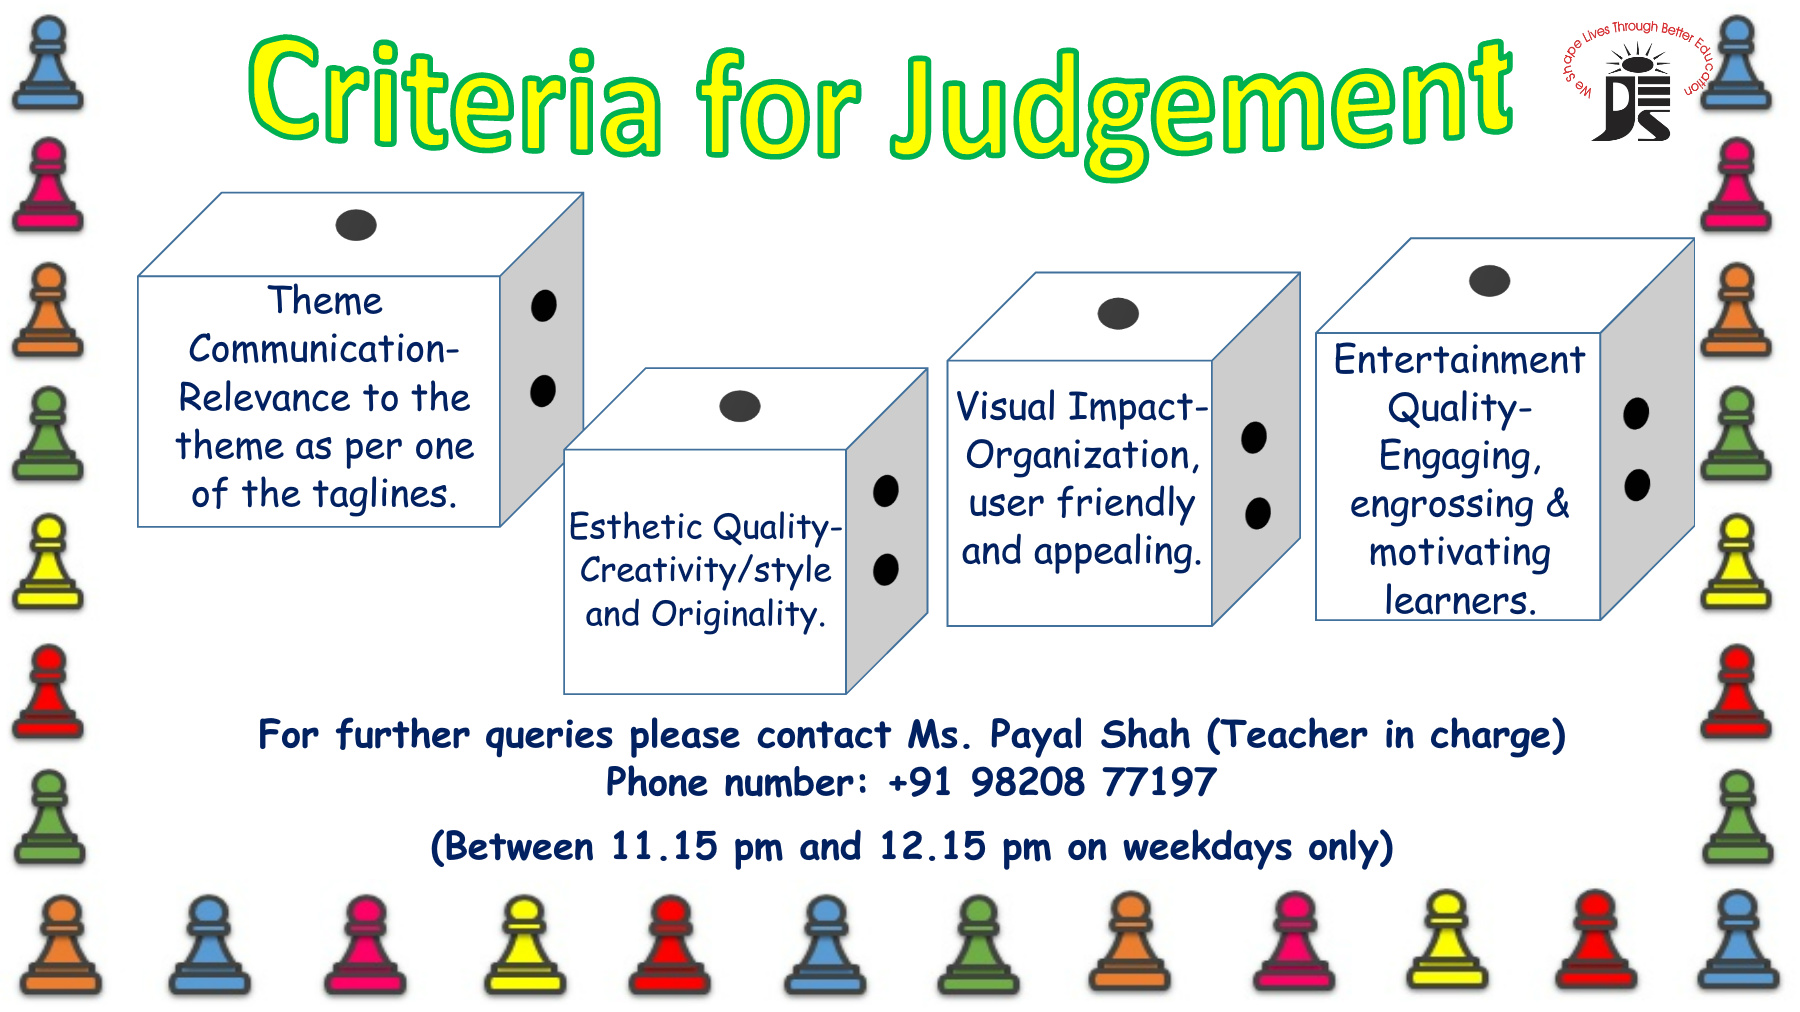 Criteria for Judgement
We Shape Lives Through Better Education
Theme
Communication-
Relevance to the
theme as per one
of the taglines.
Esthetic Quality-
Creativity/style
and Originality.
Visual Impact-
Organization,
user friendly
and appealing.
Entertainment
Quality-
Engaging,
engrossing &
motivating
learners.
For further queries please contact Ms. Payal Shah (Teacher in charge)
Phone number: +91 98208 77197
(Between 11.15 pm and 12.15 pm on weekdays only)